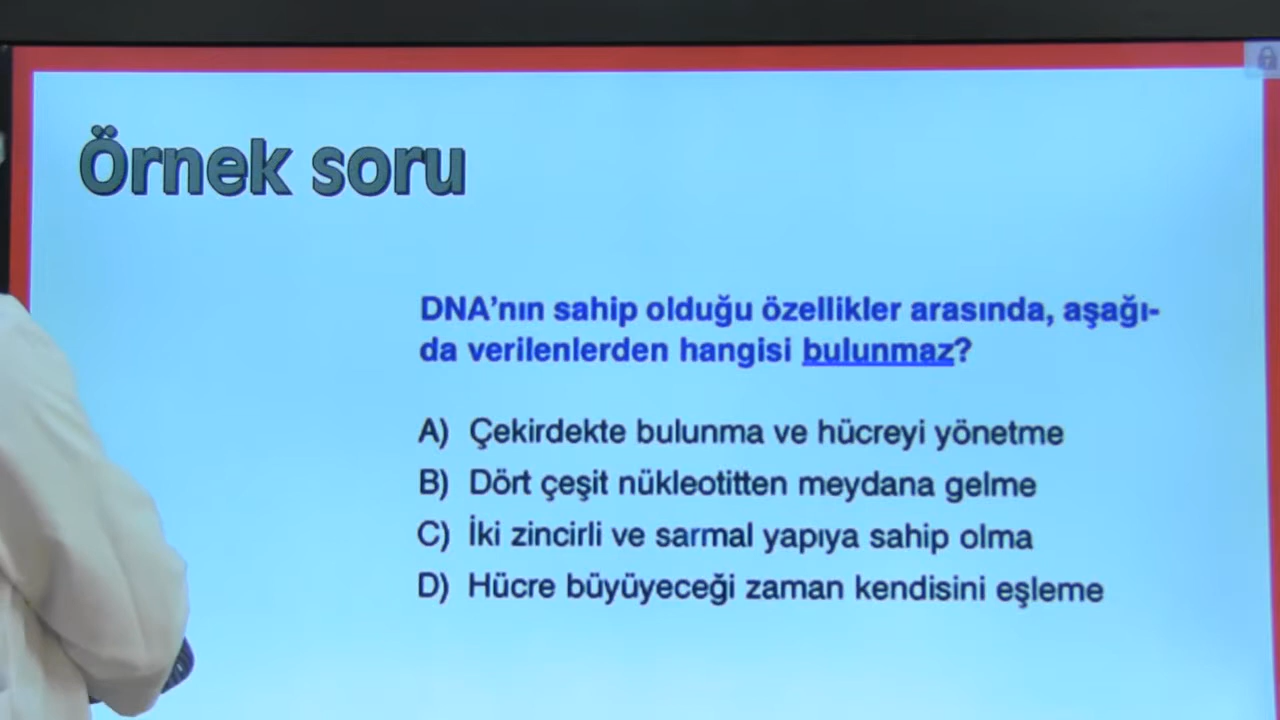 Örnek soru
DNA'nın sahip olduğu özellikler arasında, aşağı-
da verilenlerden hangisi bulunmaz?
A) Çekirdekte bulunma ve hücreyi yönetme
B) Dört çeşit nükleotitten meydana gelme
C) İki zincirli ve sarmal yapıya sahip olma
D) Hücre büyüyeceği zaman kendisini eşleme